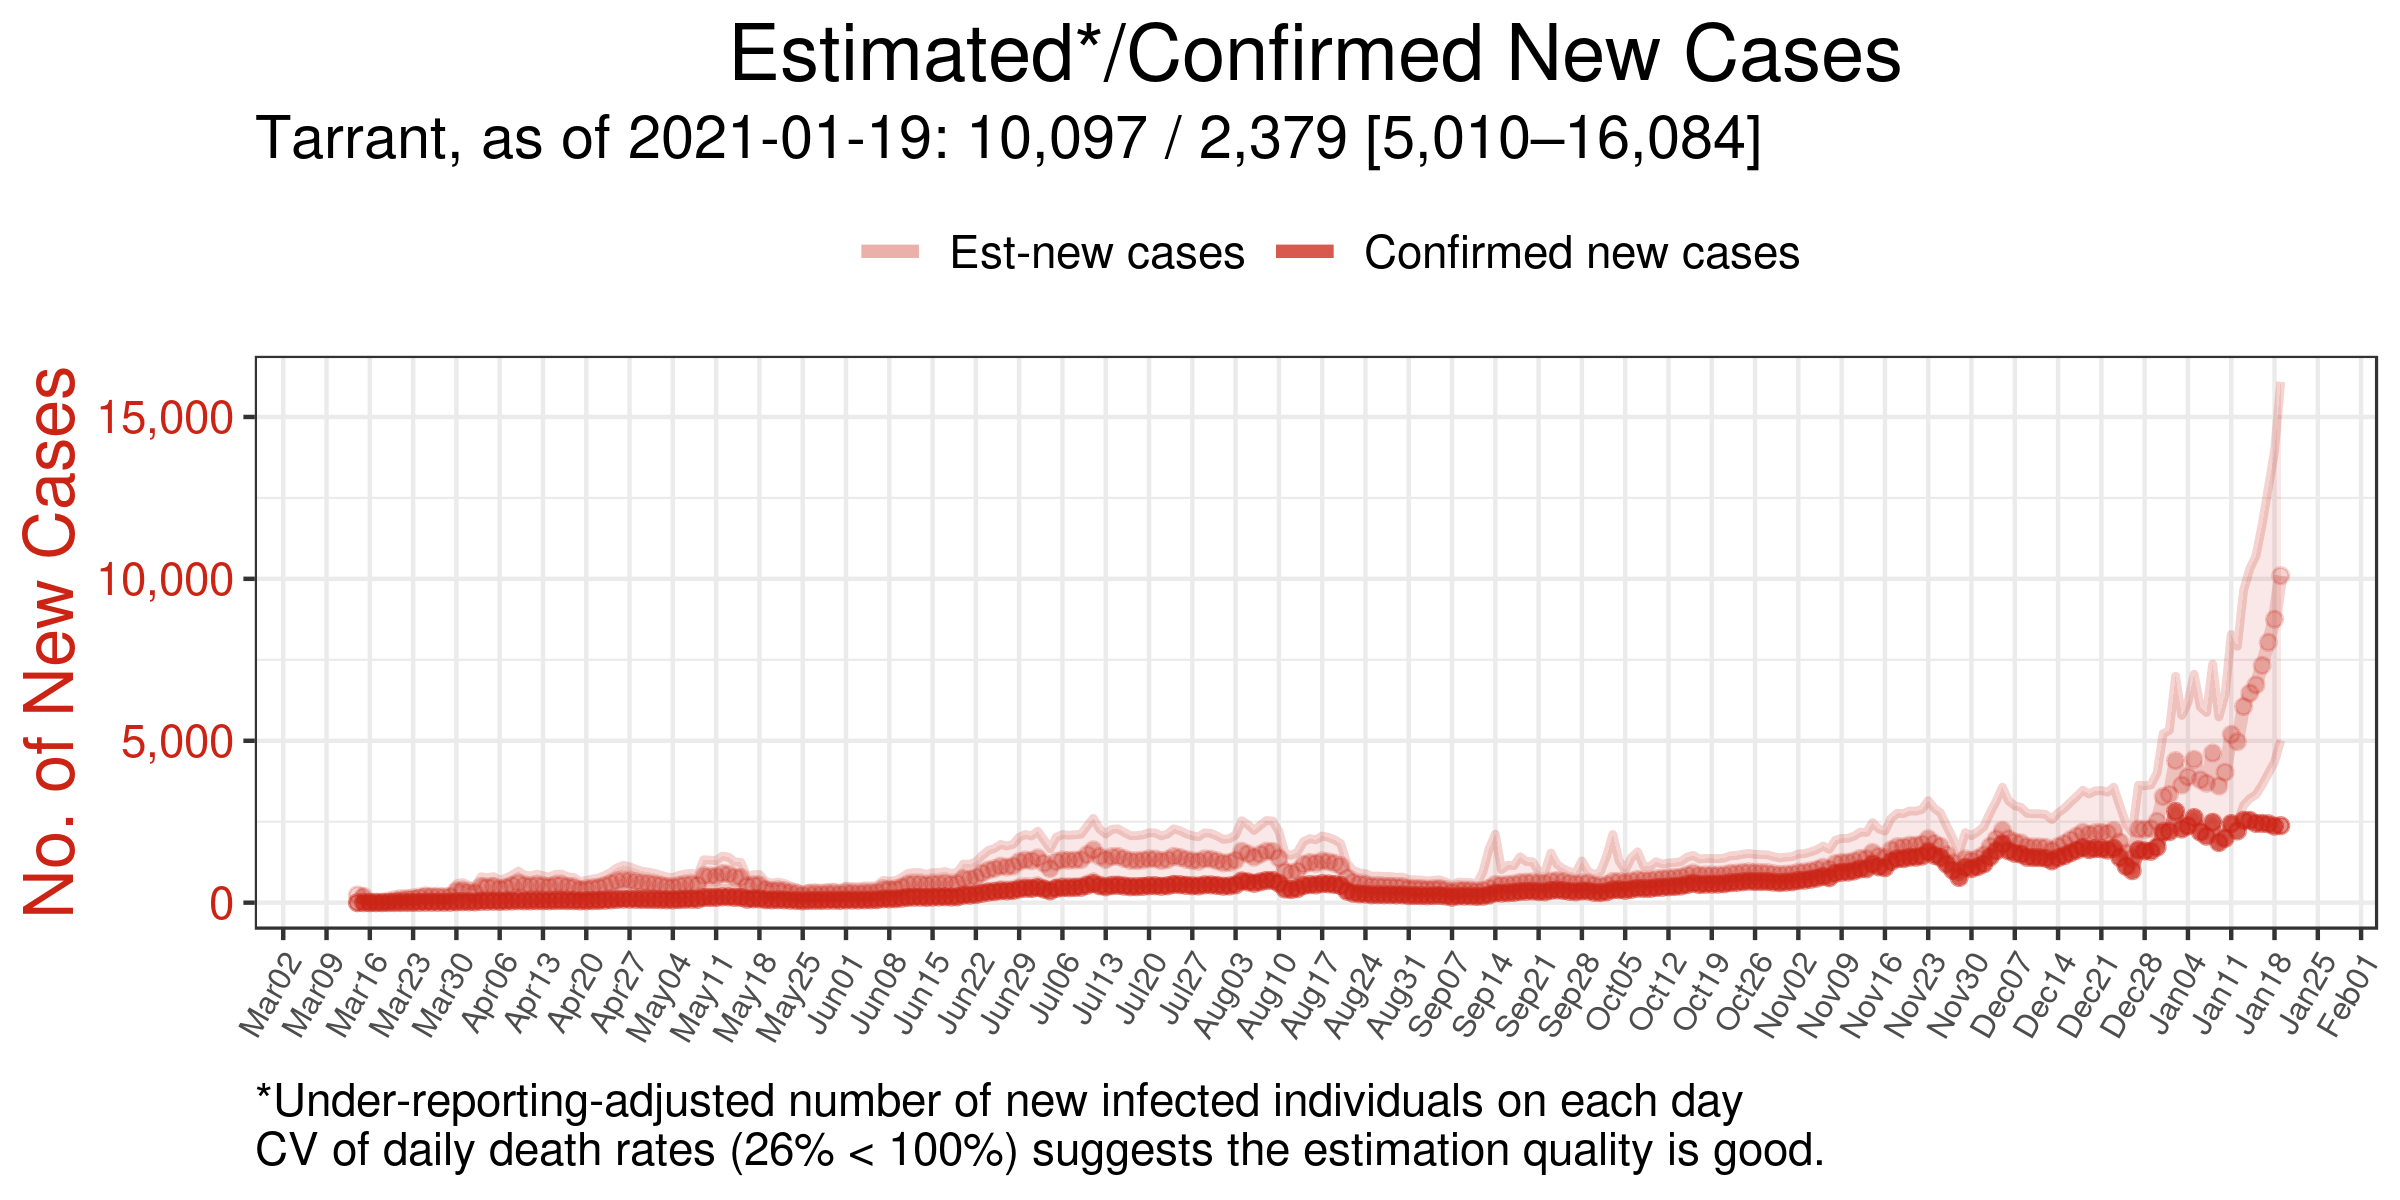 Estimated*/Confirmed New Cases
Tarrant, as of 2021-01-19: 10,097 / 2,379 [5,010–16,084]
Est-new cases Confirmed new cases
No. of New Cases
15,000
10,000
5,000
0
Mar02 Mar09 Mar16 Mar23 Mar30 Apr06 Apr13 Apr20 Apr27 May04 May11 May18 May25 Jun01 Jun08 Jun15 Jun22 Jun29 Jul06 Jul13 Jul20 Jul27 Aug03 Aug10 Aug17 Aug24 Aug31 Sep07 Sep14 Sep21 Sep28 Oct05 Oct12 Oct19 Oct26 Nov02 Nov09 Nov16 Nov23 Nov30 Dec07 Dec14 Dec21 Dec28 Jan04 Jan11 Jan18 Jan25 Feb01
*Under-reporting-adjusted number of new infected individuals on each day
CV of daily death rates (26% < 100%) suggests the estimation quality is good.